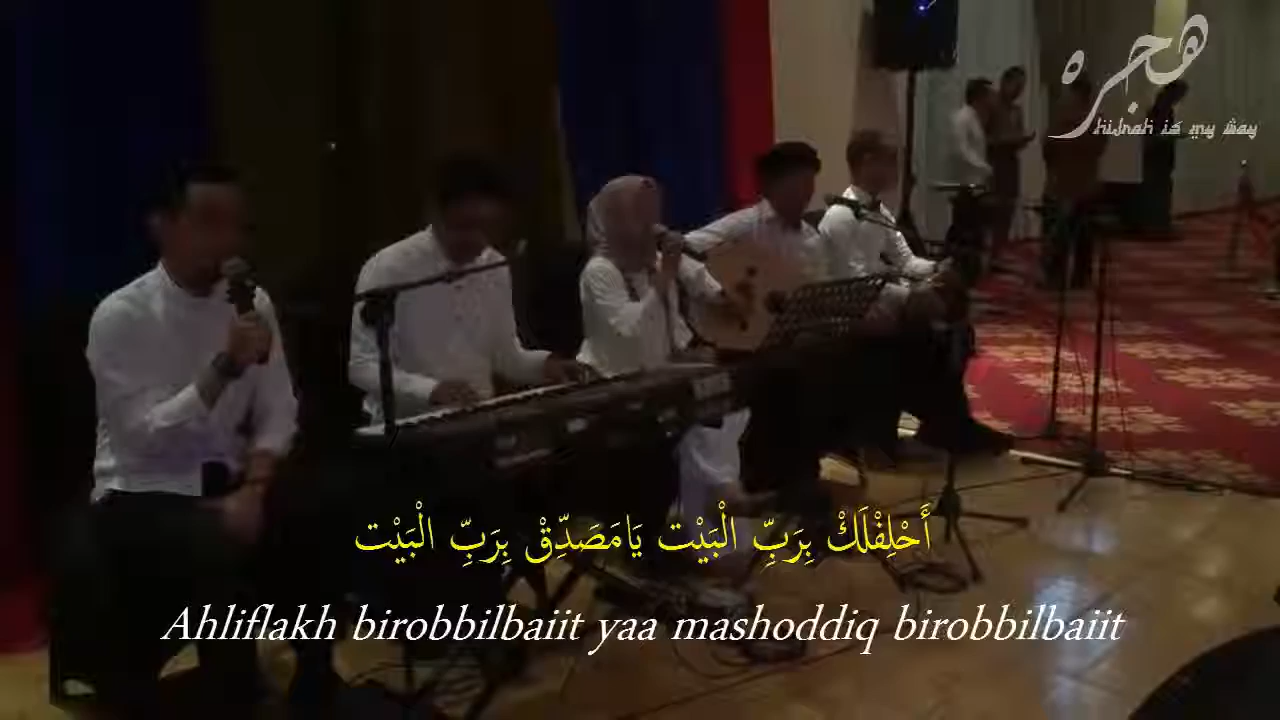 هجره
hijrah is my way
أَحْلِفْلَكْ بِرَبِّ الْبَيْت يَامَصَدِّقْ بِرَبِّ الْبَيْت
Ahliflakh birobbilbaiit yaa mashoddiq birobbilbaiit